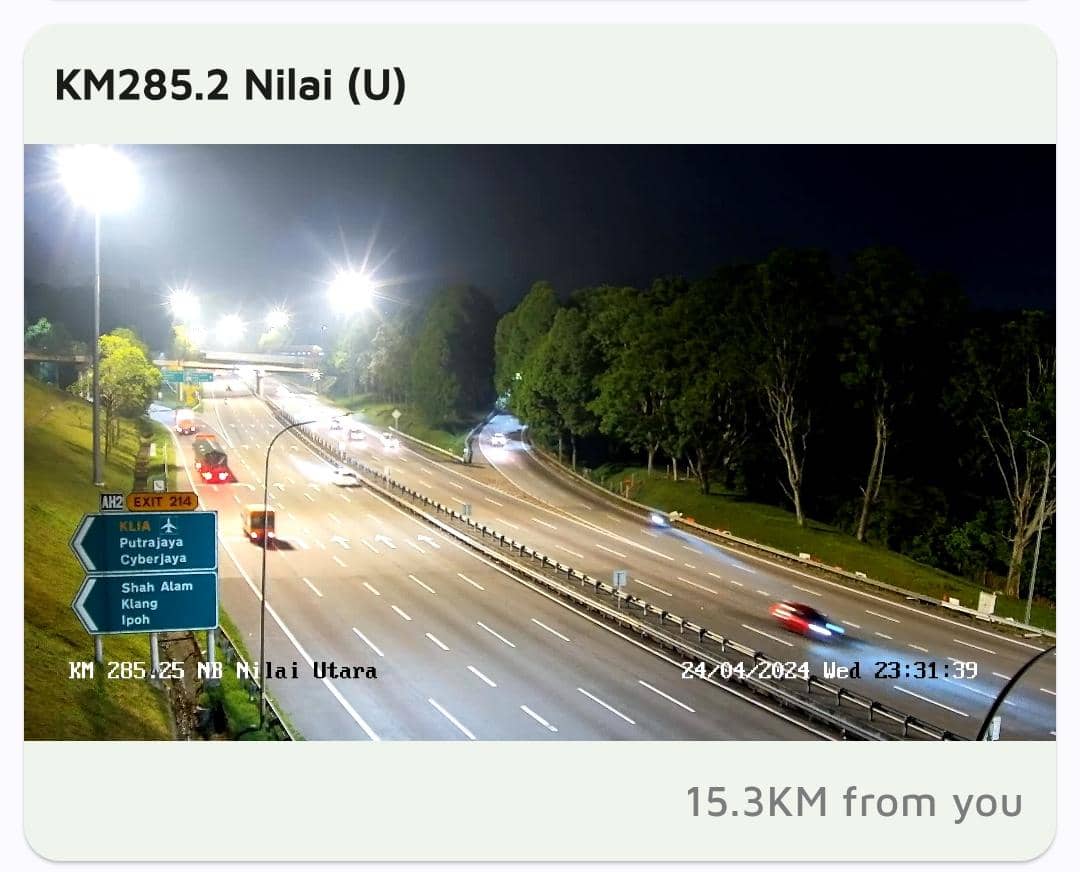 KM285.2 Nilai (U)
AH2 EXIT 214
KLIA
Putrajaya
Cyberjaya
Shah Alam
Klang
Ipoh
KM 285.25 NB Nilai Utara
24/04/2024 Wed 23:31:39
15.3KM from you